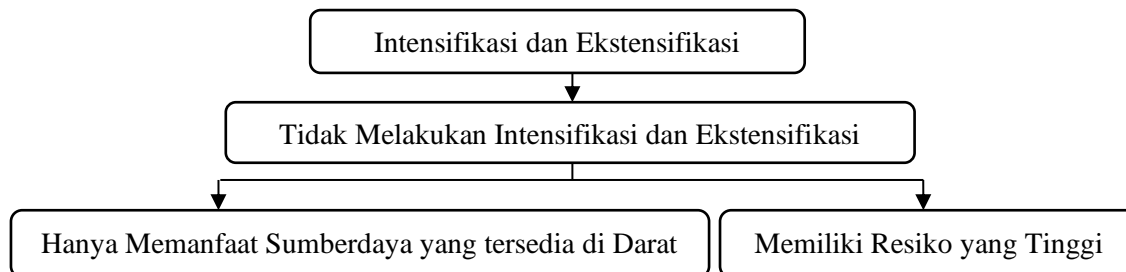 Intensifikasi dan Ekstensifikasi
Tidak Melakukan Intensifikasi dan Ekstensifikasi
Hanya Memanfaat Sumberdaya yang tersedia di Darat
Memiliki Resiko yang Tinggi